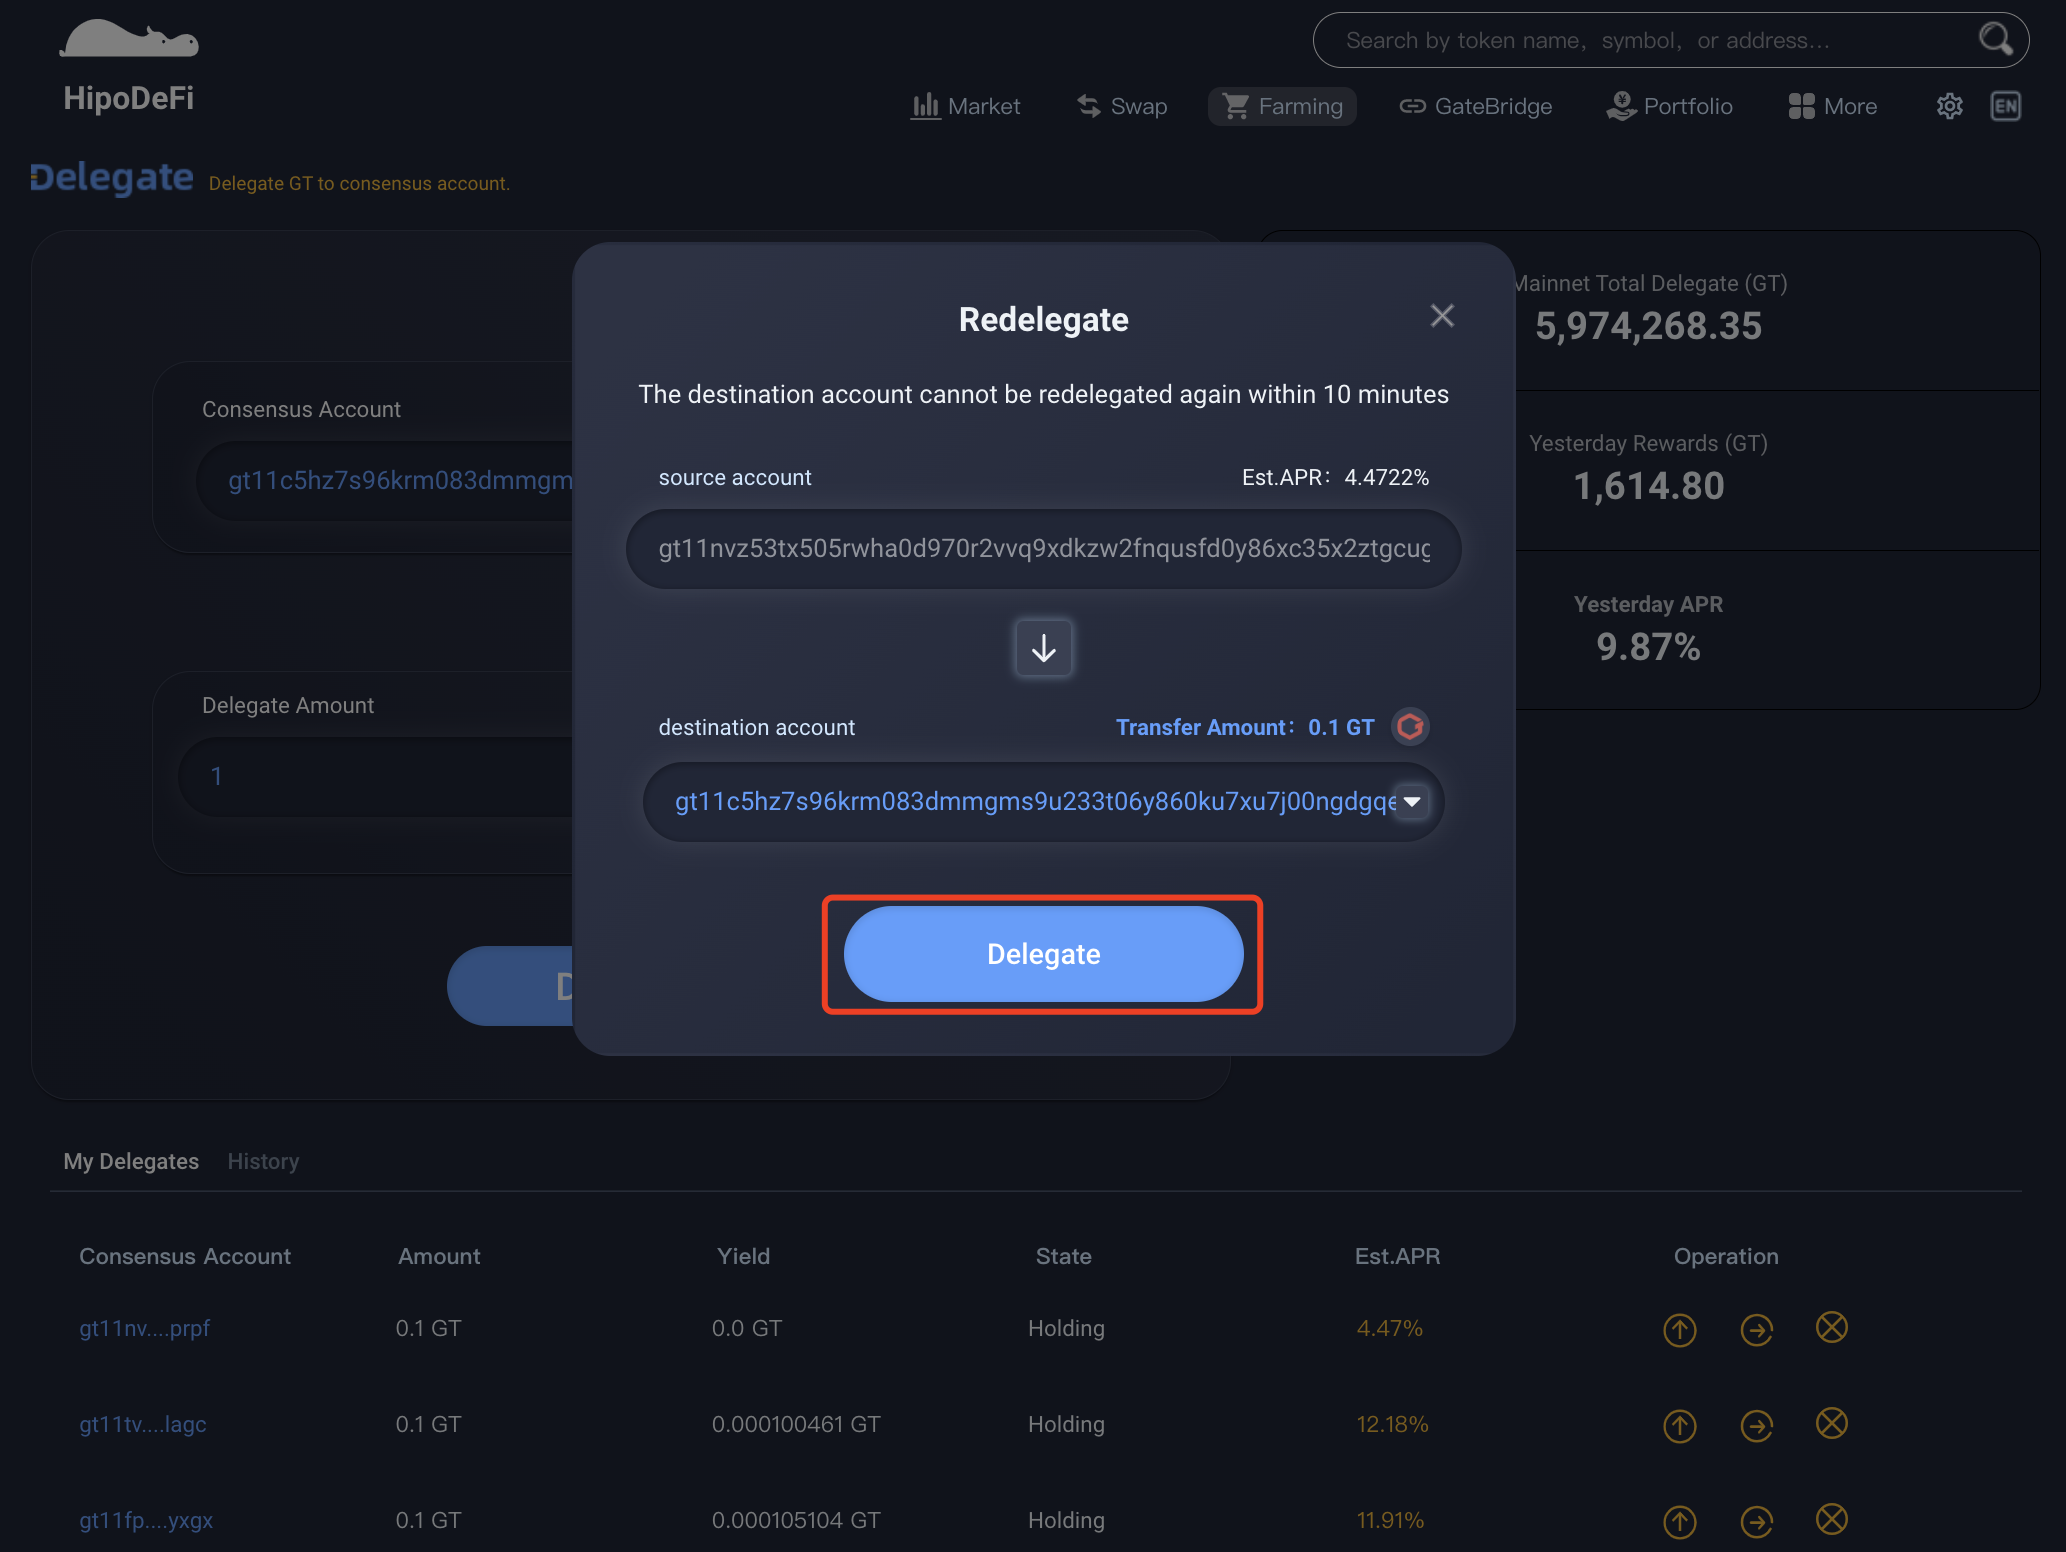 HipoDeFi
Search by token name, symbol, or address...
Market
Swap
Farming
GateBridge
Portfolio
More
EN
Delegate
Delegate GT to consensus account.
Consensus Account
gt11c5hz7s96krm083dmmgm
Delegate Amount
1
D
Redelegate
The destination account cannot be redelegated again within 10 minutes
source account
Est.APR: 4.4722%
gt11nvz53tx505rwha0d970r2vvq9xdkzw2fnqusfd0y86xc35x2ztgcug
destination account
Transfer Amount: 0.1 GT
gt11c5hz7s96krm083dmmgms9u233t06y860ku7xu7j00ngdgqe
Delegate
Mainnet Total Delegate (GT)
5,974,268.35
Yesterday Rewards (GT)
1,614.80
Yesterday APR
9.87%
My Delegates History
Consensus Account Amount Yield State Est.APR Operation
gt11nv....prpf 0.1 GT 0.0 GT Holding 4.47%
gt11tv....lagc 0.1 GT 0.000100461 GT Holding 12.18%
gt11fp....yxgx 0.1 GT 0.000105104 GT Holding 11.91%